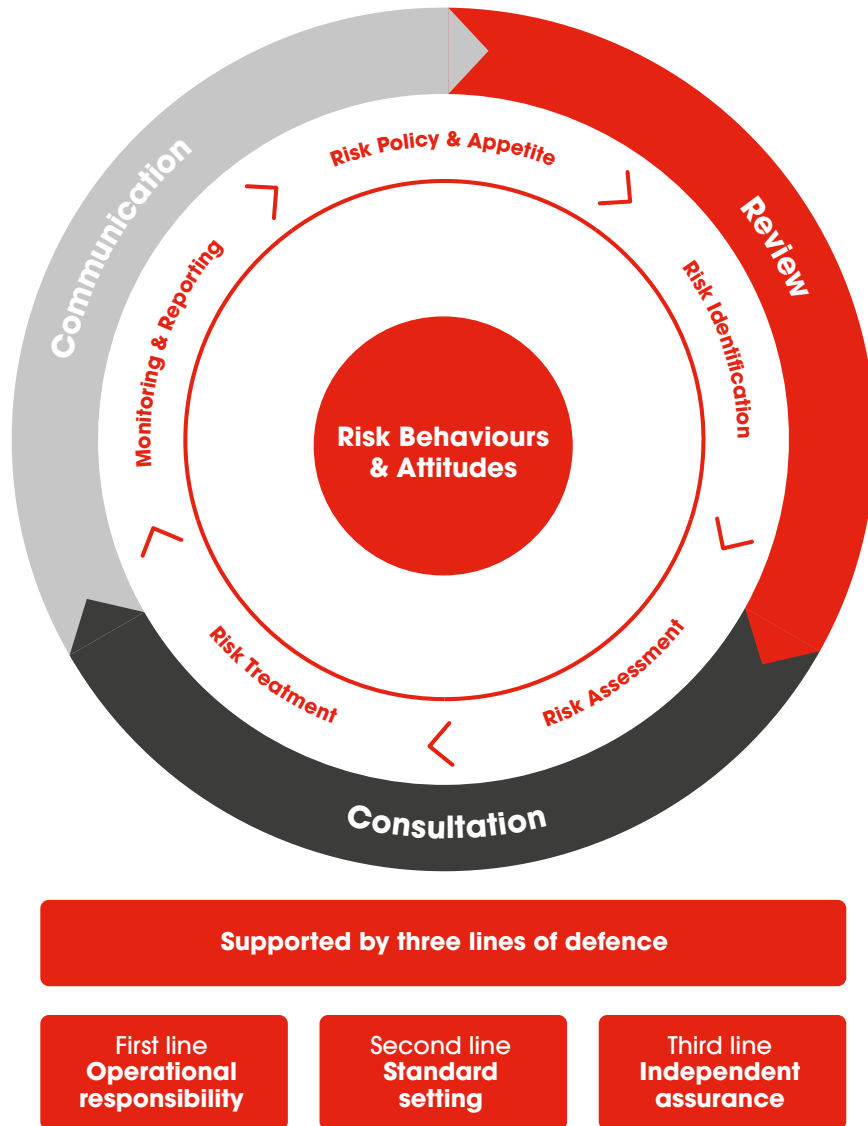 Communication
Review
Consultation
Risk Policy & Appetite
Risk Identification
Risk Assessment
Risk Treatment
Monitoring & Reporting
Risk Behaviours
& Attitudes
Supported by three lines of defence
First line
Operational
responsibility
Second line
Standard
setting
Third line
Independent
assurance